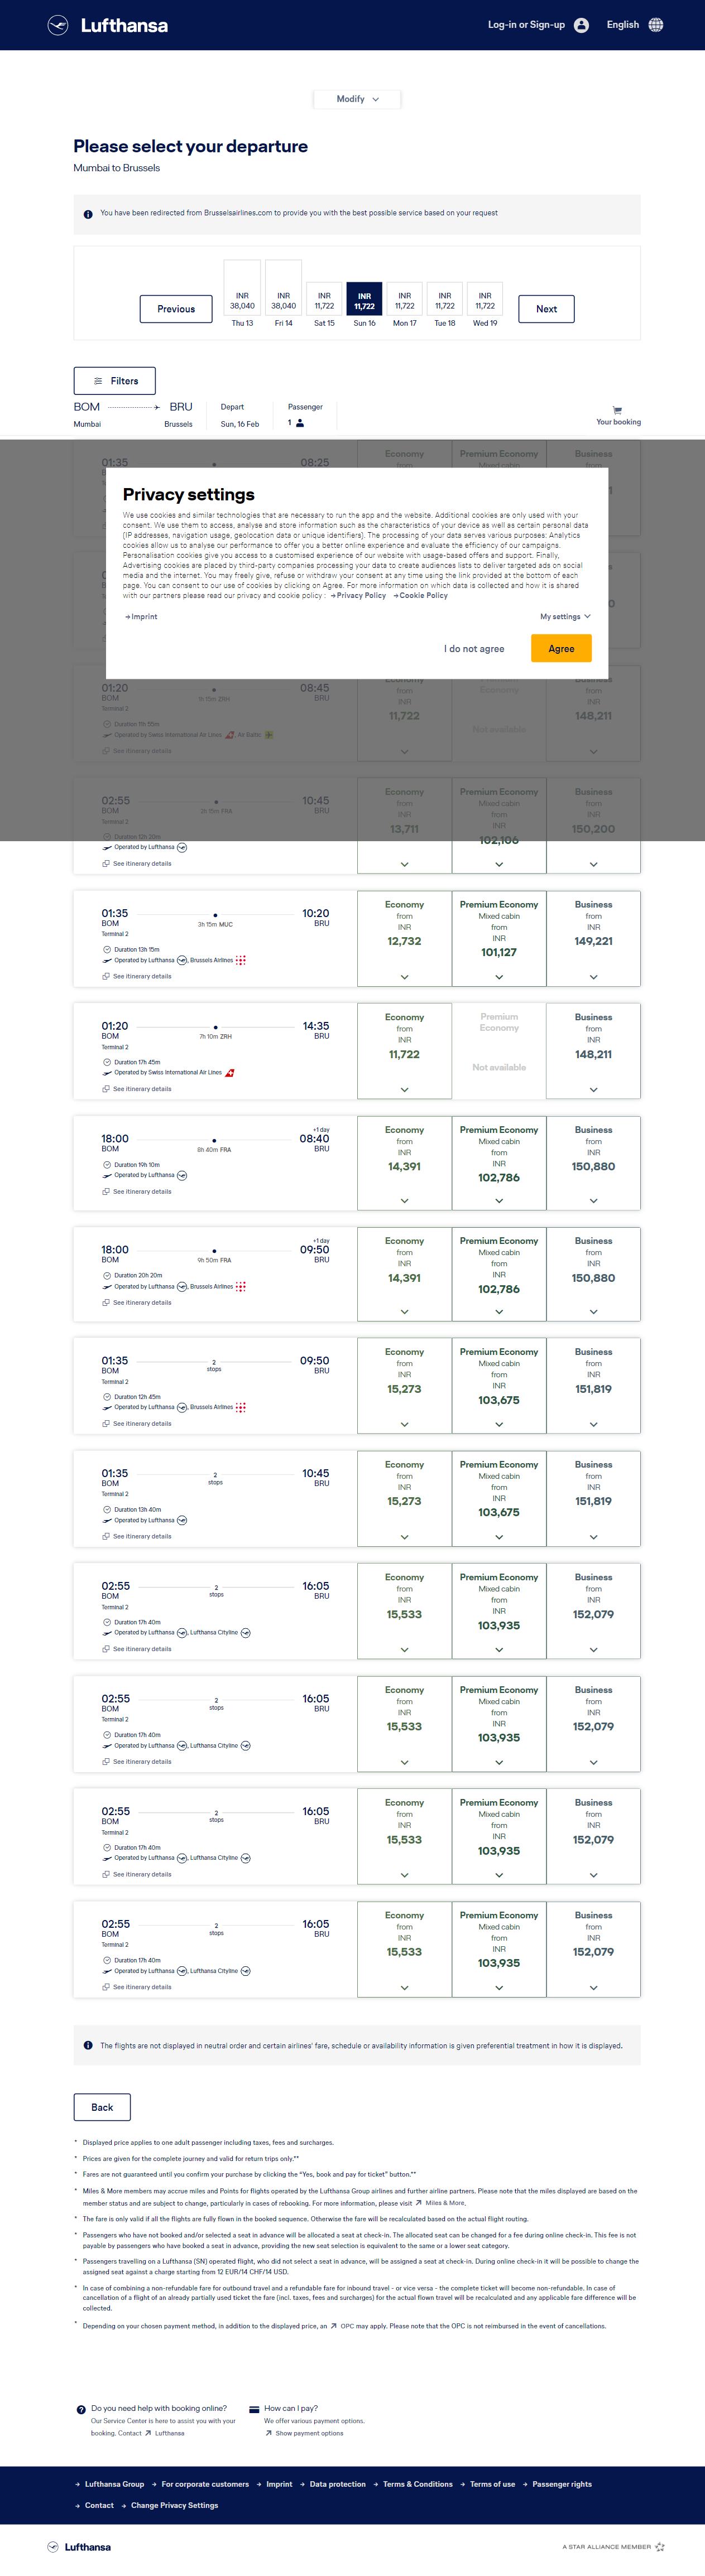 Lufthansa
Log-in or Sign-up
English
Modify
Please select your departure
Mumbai to Brussels
You have been redirected from Brusselsairlines.com to provide you with the best possible service based on your request
Previous
INR
38,040
Thu 13
INR
38,040
Fri 14
INR
11,722
Sat 15
INR
11,722
Sun 16
INR
11,722
Mon 17
INR
11,722
Tue 18
INR
11,722
Wed 19
Next
Filters
BOM
BRU
Mumbai
Brussels
Depart
Sun, 16 Feb
Passenger
1
Your booking
01:35
08:25
Economy
from
Premium Economy
Mixed cabin
Business
from
Privacy settings
We use cookies and similar technologies that are necessary to run the app and the website. Additional cookies are only used with your
consent. We use them to access, analyse and store information such as the characteristics of your device as well as certain personal data
(IP addresses, navigation usage, geolocation data or unique identifiers). The processing of your data serves various purposes: Analytics
cookies allow us to analyse our performance to offer you a better online experience and evaluate the efficiency of our campaigns.
Personalisation cookies give you access to a customised experience of our website with usage-based offers and support. Finally,
Advertising cookies are placed by third-party companies processing your data to create audiences lists to deliver targeted ads on social
media and the internet. You may freely give, refuse or withdraw your consent at any time using the link provided at the bottom of each
page. You can consent to our use of cookies by clicking on Agree. For more information on which data is collected and how it is shared
with our partners please read our privacy and cookie policy : Privacy Policy Cookie Policy
Imprint
My settings
I do not agree
Agree
01:20
08:45
BOM
1h 15m ZRH
BRU
Terminal 2
Duration 11h 55m
Operated by Swiss International Air Lines , Air Baltic
See itinerary details
from
INR
11,722
Economy
Not available
from
INR
148,211
02:55
10:45
BOM
3h 15m FRA
BRU
Terminal 2
Duration 12h 20m
Operated by Lufthansa
See itinerary details
Economy
from
INR
13,711
Premium Economy
Mixed cabin
from
INR
102,106
Business
from
INR
150,200
01:35
10:20
BOM
3h 15m MUC
BRU
Terminal 2
Duration 13h 15m
Operated by Lufthansa , Brussels Airlines
See itinerary details
Economy
from
INR
12,732
Premium Economy
Mixed cabin
from
INR
101,127
Business
from
INR
149,221
01:20
14:35
BOM
7h 10m ZRH
BRU
Terminal 2
Duration 17h 45m
Operated by Swiss International Air Lines
See itinerary details
Economy
from
INR
11,722
Premium
Economy
Not available
Business
from
INR
148,211
+1 day
18:00
08:40
BOM
8h 40m FRA
BRU
Duration 19h 10m
Operated by Lufthansa
See itinerary details
Economy
from
INR
14,391
Premium Economy
Mixed cabin
from
INR
102,786
Business
from
INR
150,880
+1 day
18:00
09:50
BOM
9h 50m FRA
BRU
Duration 20h 20m
Operated by Lufthansa , Brussels Airlines
See itinerary details
Economy
from
INR
14,391
Premium Economy
Mixed cabin
from
INR
102,786
Business
from
INR
150,880
01:35
2
stops
09:50
BOM
BRU
Terminal 2
Duration 12h 45m
Operated by Lufthansa , Brussels Airlines
See itinerary details
Economy
from
INR
15,273
Premium Economy
Mixed cabin
from
INR
103,675
Business
from
INR
151,819
01:35
2
stops
10:45
BOM
BRU
Terminal 2
Duration 13h 40m
Operated by Lufthansa
See itinerary details
Economy
from
INR
15,273
Premium Economy
Mixed cabin
from
INR
103,675
Business
from
INR
151,819
02:55
2
stops
16:05
BOM
BRU
Terminal 2
Duration 17h 40m
Operated by Lufthansa , Lufthansa Cityline
See itinerary details
Economy
from
INR
15,533
Premium Economy
Mixed cabin
from
INR
103,935
Business
from
INR
152,079
02:55
2
stops
16:05
BOM
BRU
Terminal 2
Duration 17h 40m
Operated by Lufthansa , Lufthansa Cityline
See itinerary details
Economy
from
INR
15,533
Premium Economy
Mixed cabin
from
INR
103,935
Business
from
INR
152,079
02:55
2
stops
16:05
BOM
BRU
Terminal 2
Duration 17h 40m
Operated by Lufthansa , Lufthansa Cityline
See itinerary details
Economy
from
INR
15,533
Premium Economy
Mixed cabin
from
INR
103,935
Business
from
INR
152,079
02:55
2
stops
16:05
BOM
BRU
Terminal 2
Duration 17h 40m
Operated by Lufthansa , Lufthansa Cityline
See itinerary details
Economy
from
INR
15,533
Premium Economy
Mixed cabin
from
INR
103,935
Business
from
INR
152,079
The flights are not displayed in neutral order and certain airlines' fare, schedule or availability information is given preferential treatment in how it is displayed.
Back
* Displayed price applies to one adult passenger including taxes, fees and surcharges.
* Prices are given for the complete journey and valid for return trips only.**
* Fares are not guaranteed until you confirm your purchase by clicking the "Yes, book and pay for ticket" button.**
* Miles & More members may accrue miles and Points for flights operated by the Lufthansa Group airlines and further airline partners. Please note that the miles displayed are based on the
member status and are subject to change, particularly in cases of rebooking. For more information, please visit Miles & More.
* The fare is only valid if all the flights are fully flown in the booked sequence. Otherwise the fare will be recalculated based on the actual flight routing.
* Passengers who have not booked and/or selected a seat in advance will be allocated a seat at check-in. The allocated seat can be changed for a fee during online check-in. This fee is not
payable by passengers who have booked a seat in advance, providing the new seat selection is equivalent to the same or a lower seat category.
* Passengers travelling on a Lufthansa (SN) operated flight, who did not select a seat in advance, will be assigned a seat at check-in. During online check-in it will be possible to change the
assigned seat against a charge starting from 12 EUR/14 CHF/14 USD.
* In case of combining a non-refundable fare for outbound travel and a refundable fare for inbound travel - or vice versa - the complete ticket will become non-refundable. In case of
cancellation of a flight of an already partially used ticket the fare (incl. taxes, fees and surcharges) for the actual flown travel will be recalculated and any applicable fare difference will be
collected.
* Depending on your chosen payment method, in addition to the displayed price, an OPC may apply. Please note that the OPC is not reimbursed in the event of cancellations.
Do you need help with booking online?
Our Service Center is here to assist you with your
booking. Contact Lufthansa
How can I pay?
We offer various payment options.
Show payment options
Lufthansa Group
For corporate customers
Imprint
Data protection
Terms & Conditions
Terms of use
Passenger rights
Contact
Change Privacy Settings
Lufthansa
A STAR ALLIANCE MEMBER